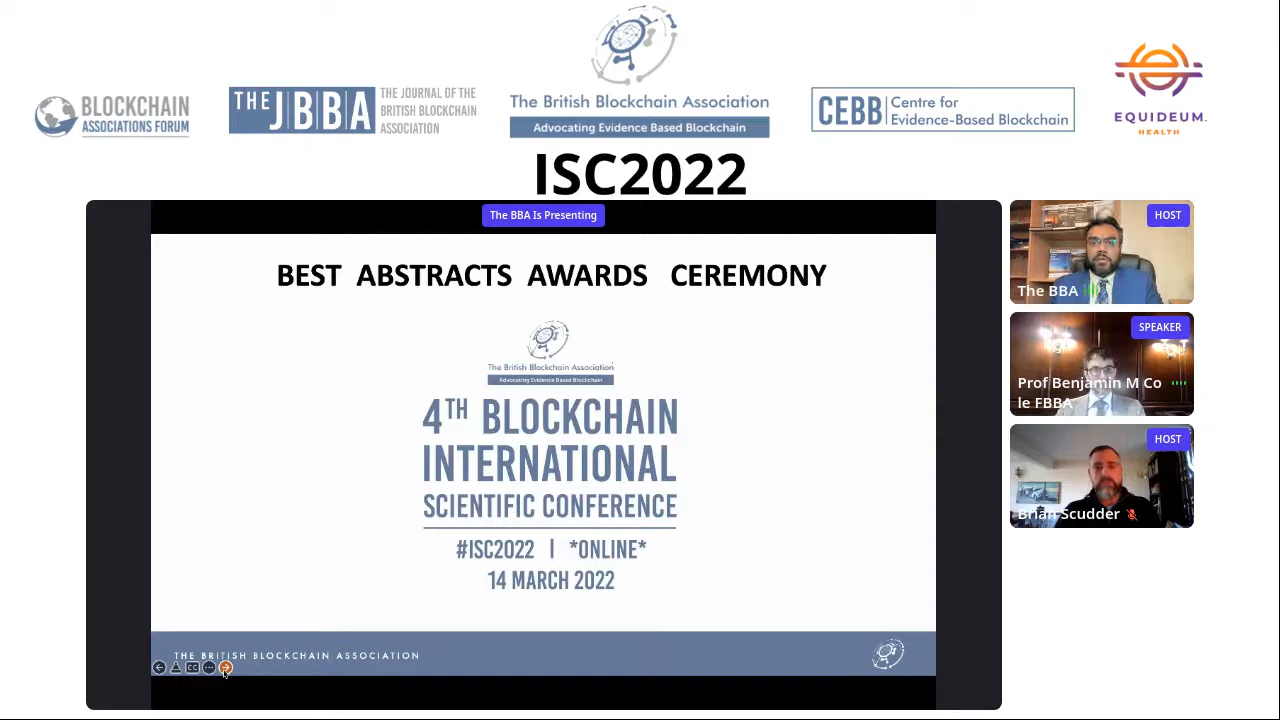 BLOCKCHAIN
ASSOCIATIONS FORUM
THE JBBA
THE JOURNAL OF THE
BRITISH BLOCKCHAIN
ASSOCIATION
The British Blockchain Association
Advocating Evidence Based Blockchain
CEBB
Centre for
Evidence-Based Blockchain
EQUIDEUM
HEALTH
ISC2022
The BBA Is Presenting
BEST ABSTRACTS AWARDS CEREMONY
The British Blockchain Association
Advocating Evidence Based Blockchain
4TH BLOCKCHAIN
INTERNATIONAL
SCIENTIFIC CONFERENCE
#ISC2022 | *ONLINE*
14 MARCH 2022
THE BRITISH BLOCKCHAIN ASSOCIATION
CC
HOST
The BBA
SPEAKER
Prof Benjamin M Co
le FBBA
HOST
Brian Scudder